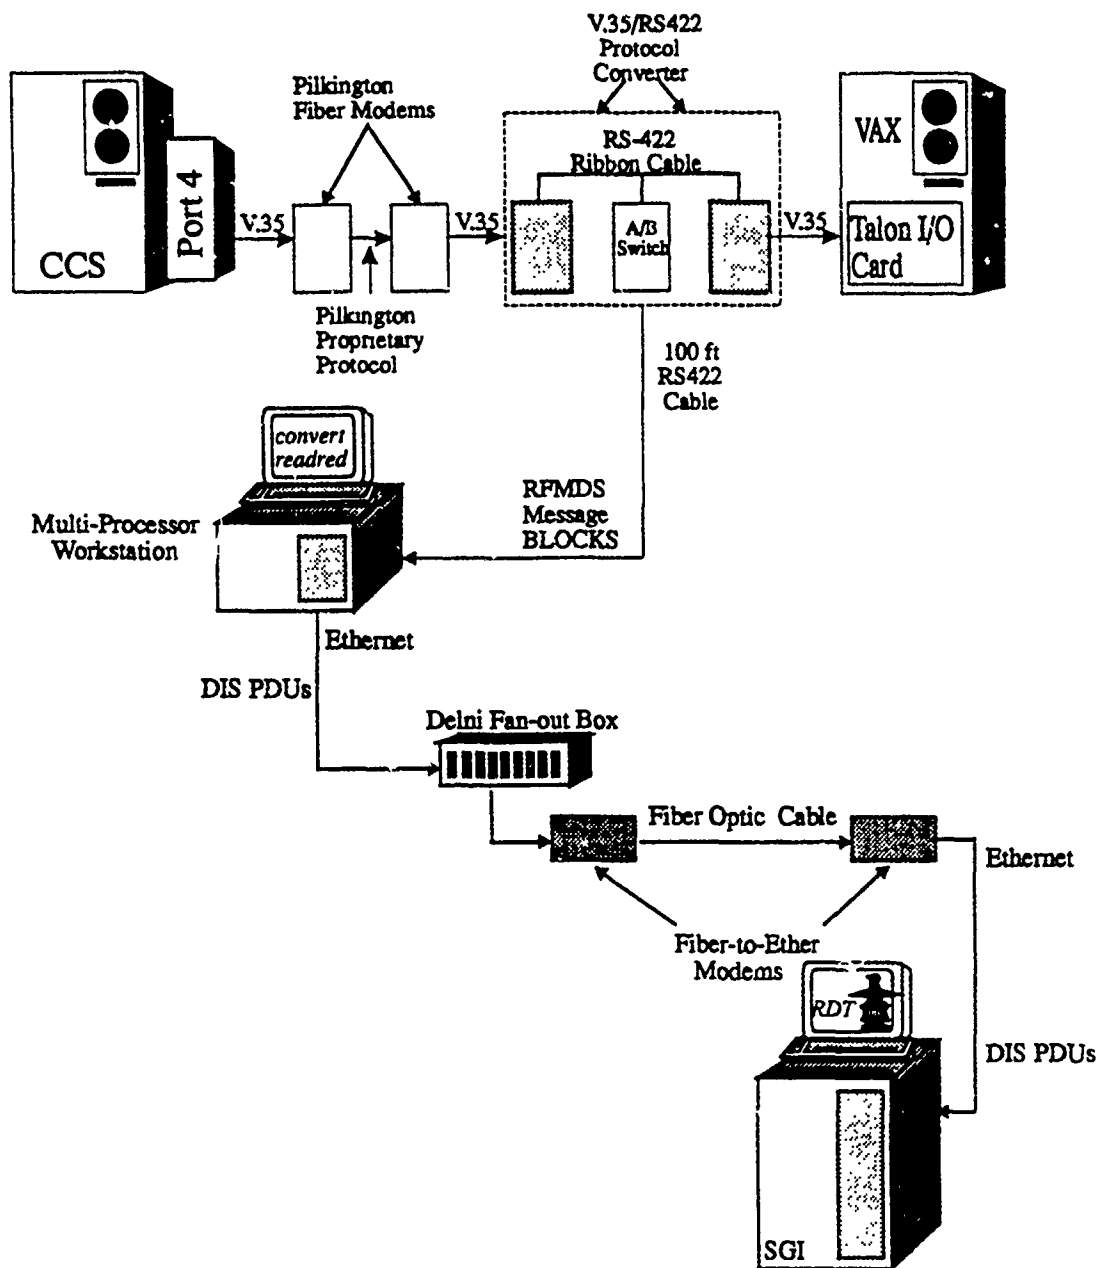 V.35/RS422
Protocol
Converter
Pilkington
Fiber Modems
RS-422
Ribbon Cable
VAX
Port 4
V.35
V.35
A/B
Switch
V.35
Talon I/O
Card
CCS
Pilkington
Proprietary
Protocol
100 ft
RS422
Cable
convert
readred
RFMDS
Message
BLOCKS
Multi-Processor
Workstation
Ethernet
DIS PDUs
Delni Fan-out Box
Fiber Optic Cable
Ethernet
Fiber-to-Ether
Modems
RDT
DIS PDUs
SGI